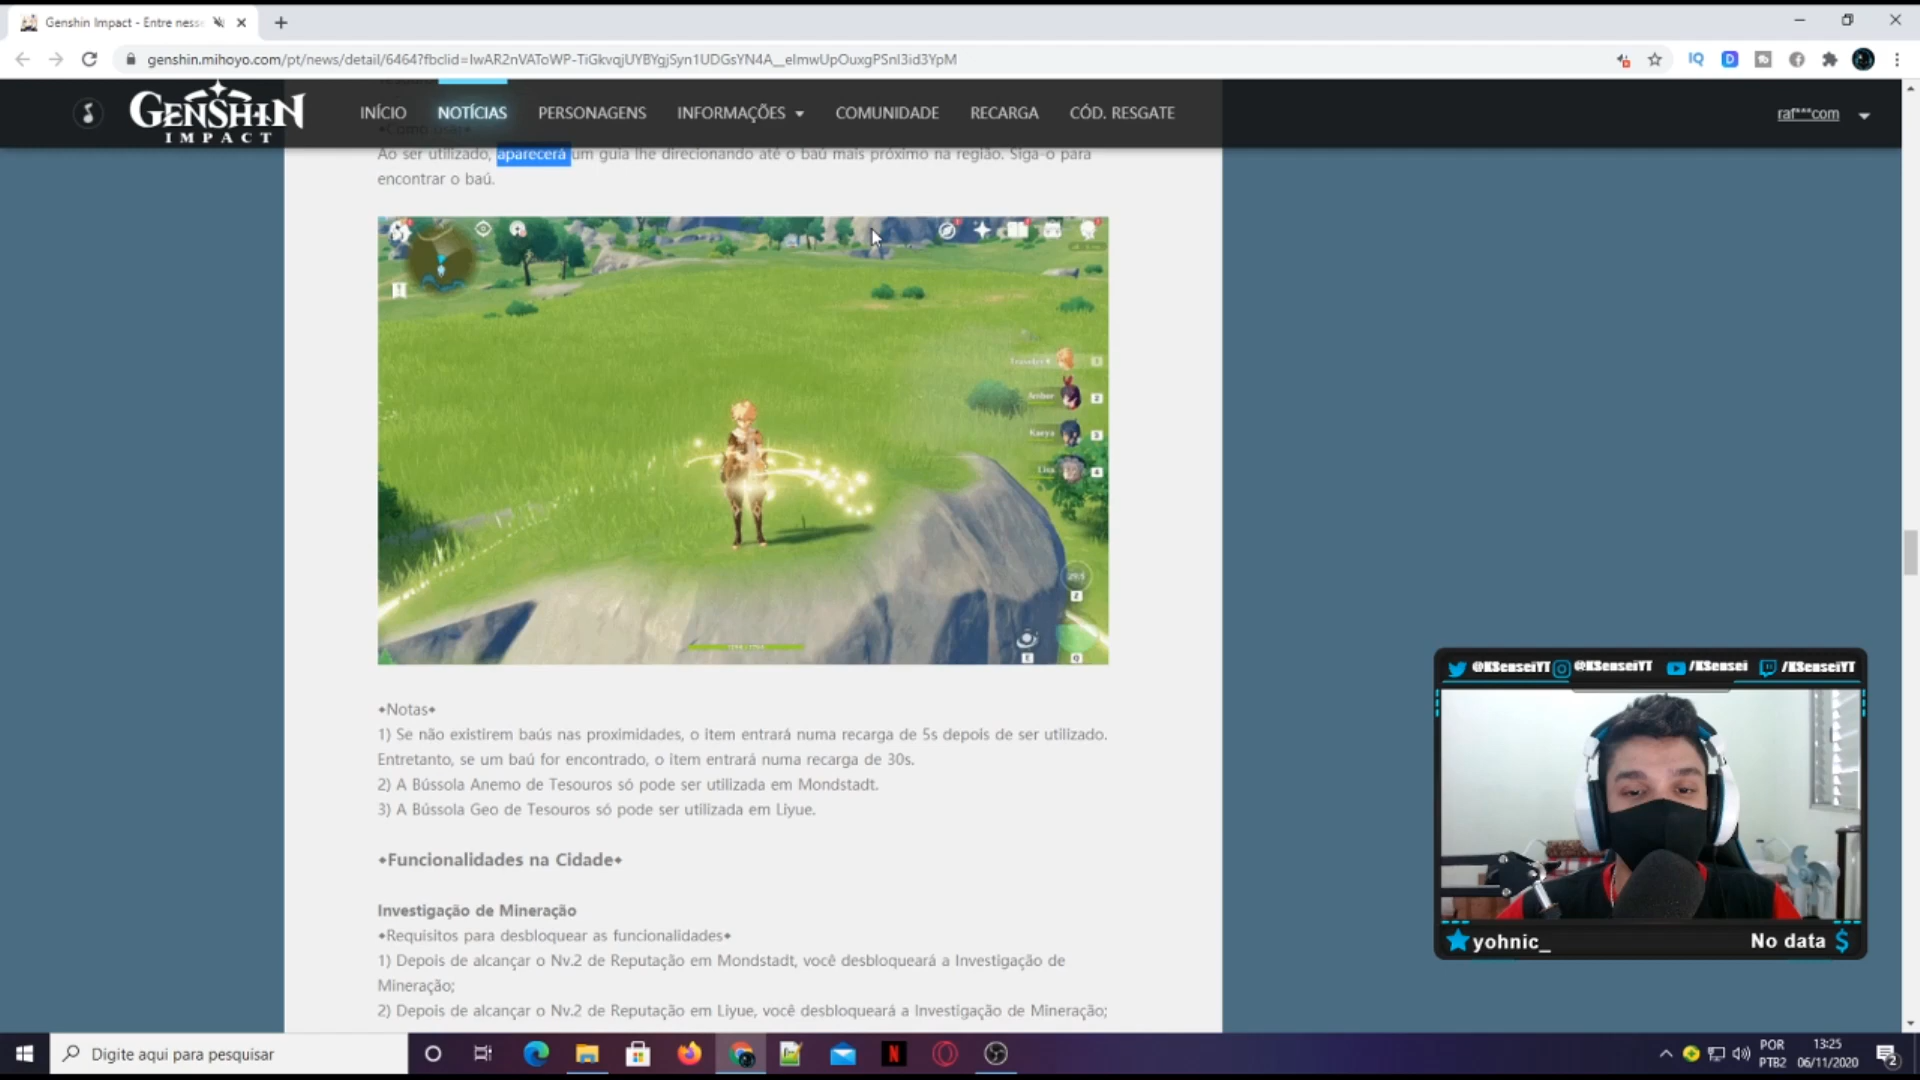 Genshin Impact - Entre ness
genshin.mihoyo.com/pt/news/detail/6464?fbclid=IwAR2nVAToWP-TiGkvqjUYBYgjSyn1UDGsYN4A__eImwUpOuxgPSnI3id3YpM
GENSHIN
IMPACT
INÍCIO NOTÍCIAS PERSONAGENS INFORMAÇÕES COMUNIDADE RECARGA CÓD. RESGATE
raf***com
Ao ser utilizado, aparecerá um guia lhe direcionando até o baú mais próximo na região. Siga-o para
encontrar o baú.
Traveler
Amber
Kaeya
Lisa
◆Notas◆
1) Se não existirem baús nas proximidades, o item entrará numa recarga de 5s depois de ser utilizado.
Entretanto, se um baú for encontrado, o item entrará numa recarga de 30s.
2) A Bússola Anemo de Tesouros só pode ser utilizada em Mondstadt.
3) A Bússola Geo de Tesouros só pode ser utilizada em Liyue.
◆Funcionalidades na Cidade◆
Investigação de Mineração
◆Requisitos para desbloquear as funcionalidades◆
1) Depois de alcançar o Nv.2 de Reputação em Mondstadt, você desbloqueará a Investigação de
Mineração;
2) Depois de alcançar o Nv.2 de Reputação em Liyue, você desbloqueará a Investigação de Mineração;
@KSenseiYT @KSenseiYT /KSensei /KSenseiYT
yohnic_ No data $
Digite aqui para pesquisar
POR
PTB2
13:25
06/11/2020
2